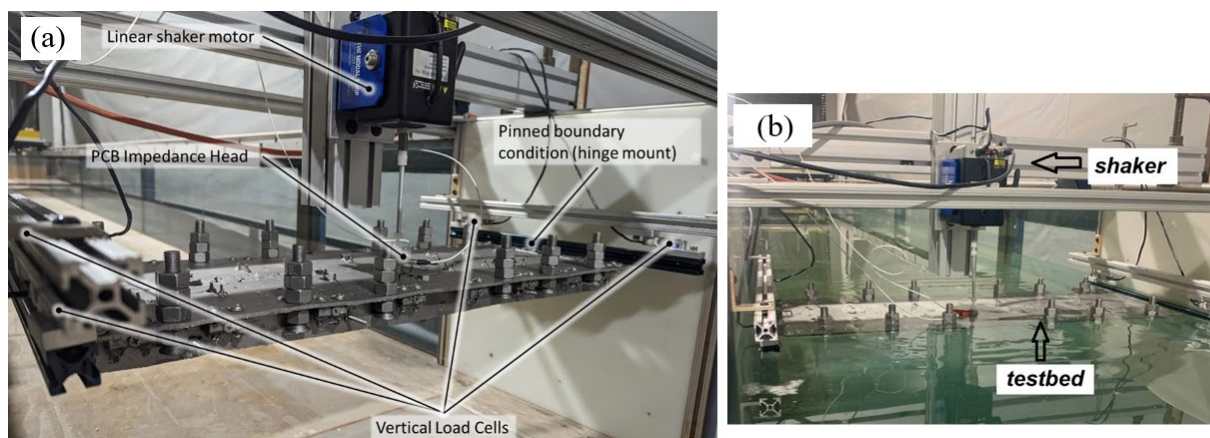 (a)
Linear shaker motor
PCB Impedance Head
Pinned boundary
condition (hinge mount)
Vertical Load Cells
(b)
shaker
testbed